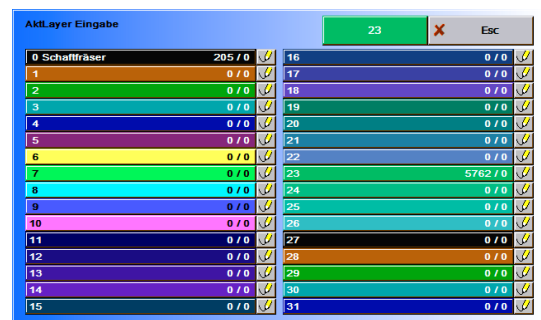 AktLayer Eingabe
23
Esc
0 Schaftfräser 205 / 0
1 0 / 0
2 0 / 0
3 0 / 0
4 0 / 0
5 0 / 0
6 0 / 0
7 0 / 0
8 0 / 0
9 0 / 0
10 0 / 0
11 0 / 0
12 0 / 0
13 0 / 0
14 0 / 0
15 0 / 0
16 0 / 0
17 0 / 0
18 0 / 0
19 0 / 0
20 0 / 0
21 0 / 0
22 0 / 0
23 5762 / 0
24 0 / 0
25 0 / 0
26 0 / 0
27 0 / 0
28 0 / 0
29 0 / 0
30 0 / 0
31 0 / 0